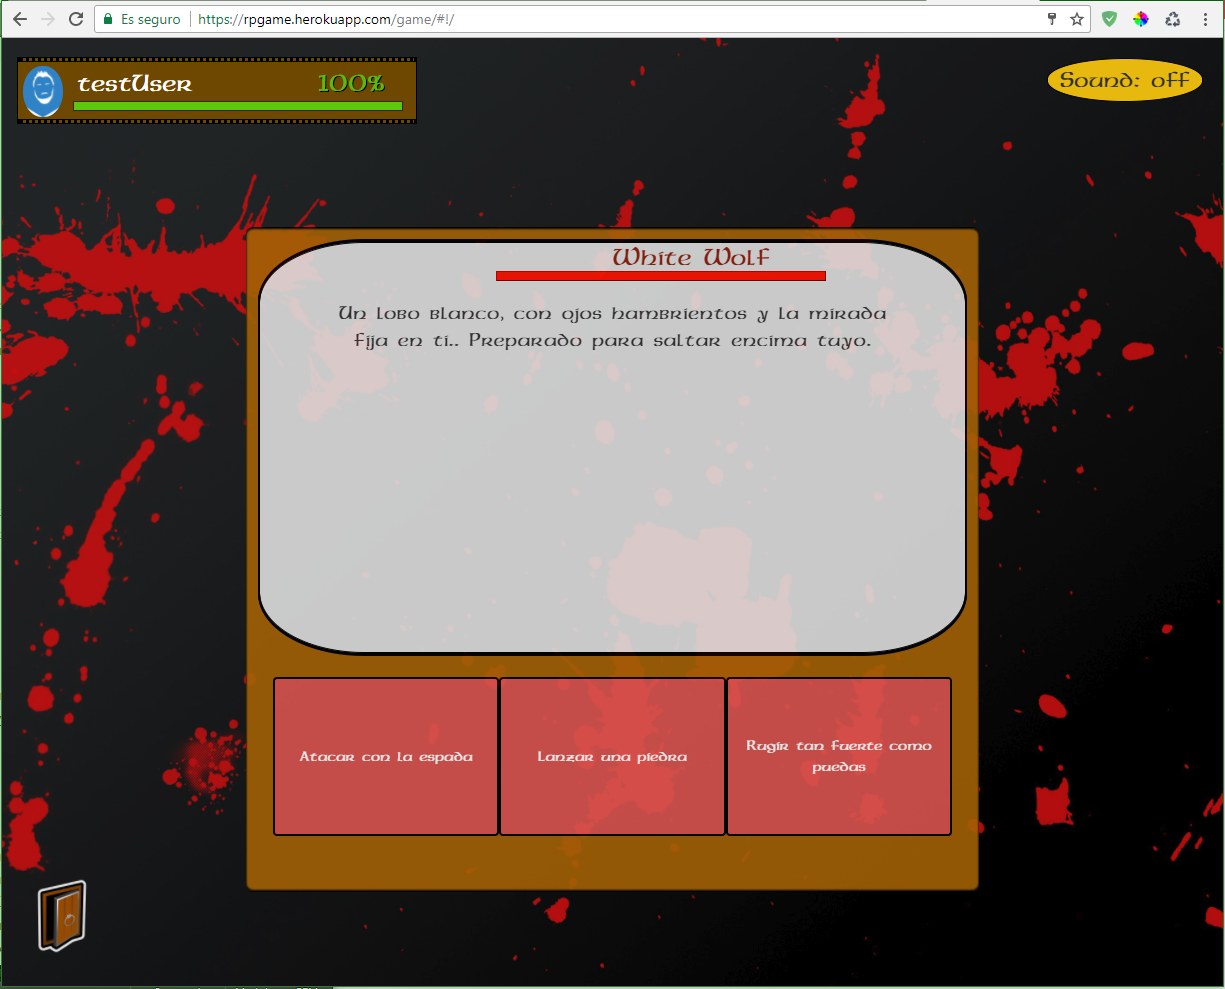 Es seguro
https://rpgame.herokuapp.com/game/#!/
testUser
100%
Sound: off
White Wolf
Un lobo blanco, con ojos hambrientos y la mirada
fija en ti.. Preparado para saltar encima tuyo.
Atacar con la espada
Lanzar una piedra
Rugir tan fuerte como
puedas